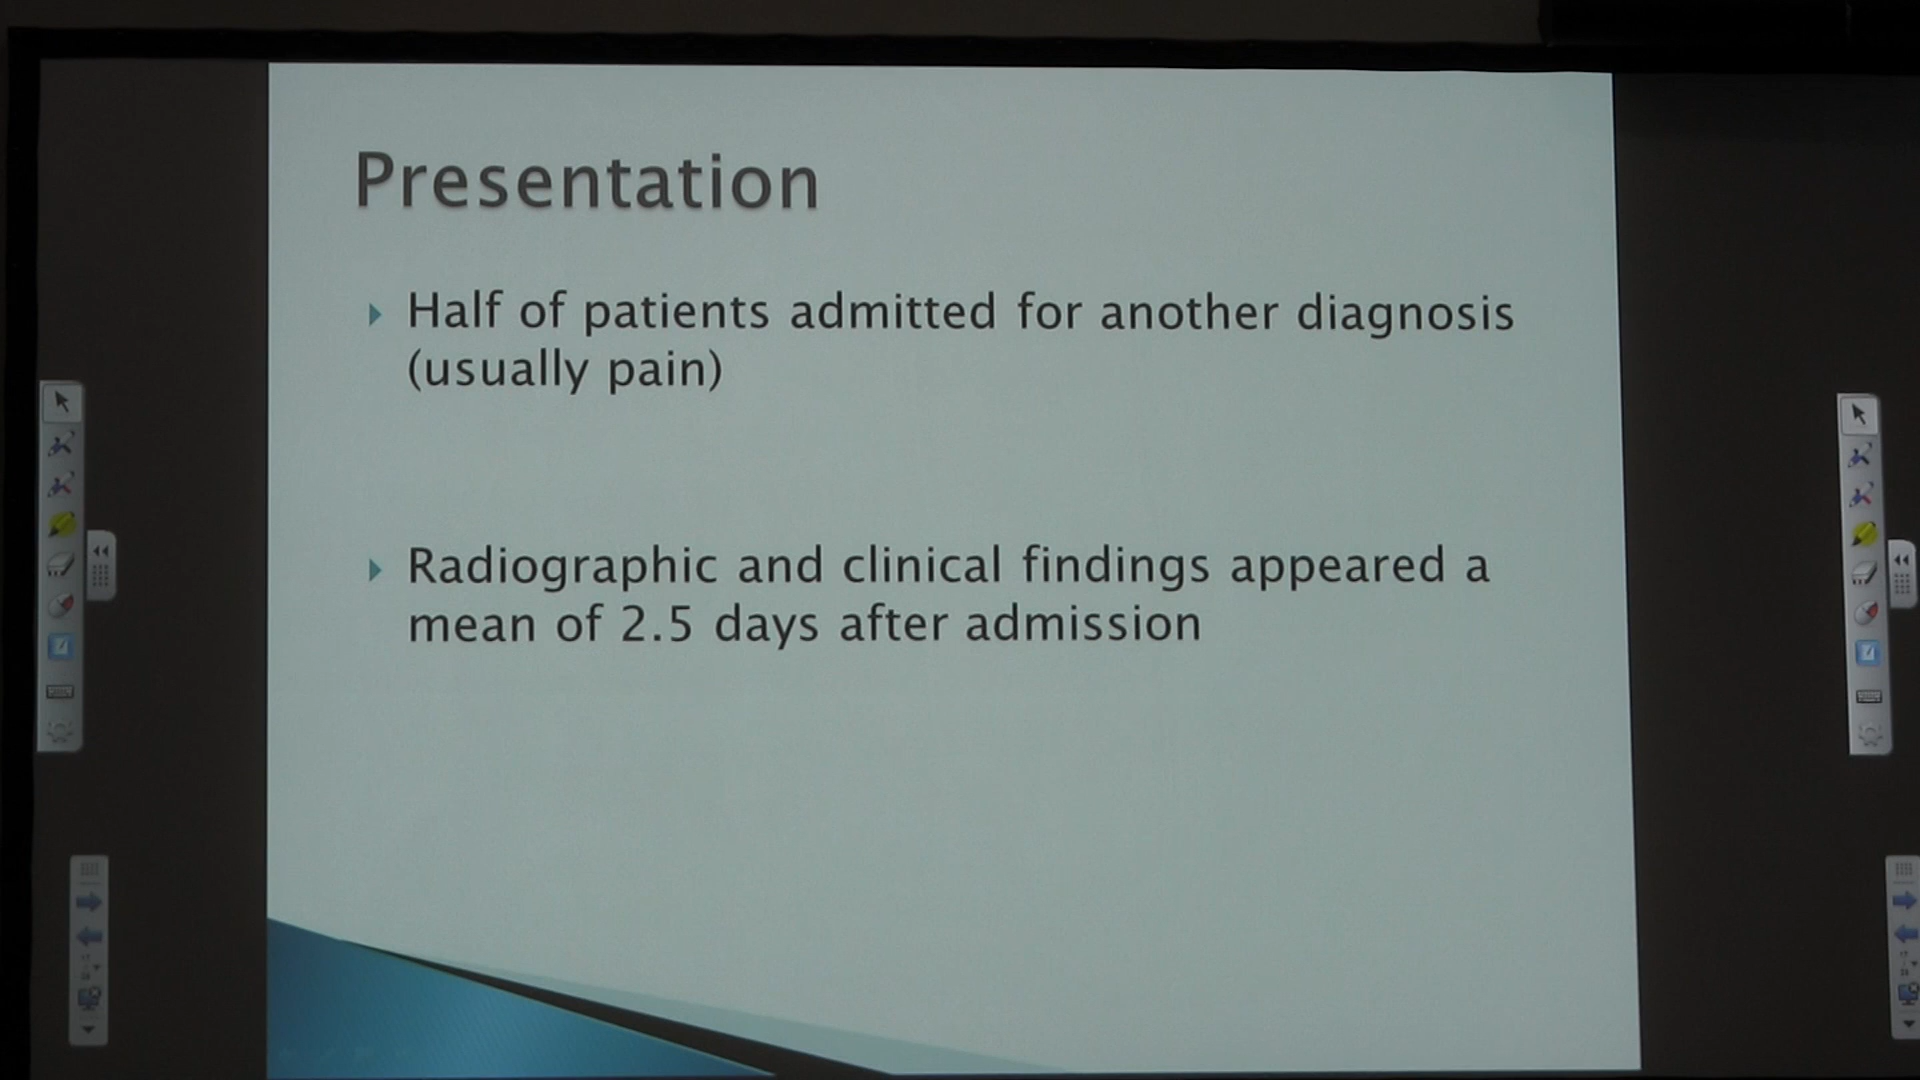 Presentation
Half of patients admitted for another diagnosis
(usually pain)
Radiographic and clinical findings appeared a
mean of 2.5 days after admission